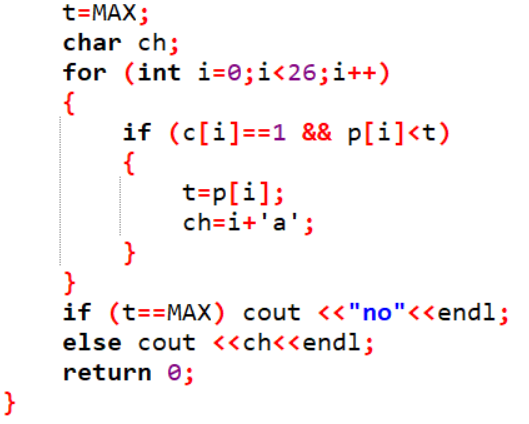 t=MAX;
char ch;
for (int i=0;i<26;i++)
{
if (c[i]==1 && p[i]<t)
{
t=p[i];
ch=i+'a';
}
}
if (t==MAX) cout <<"no"<<endl;
else cout <<ch<<endl;
return 0;
}